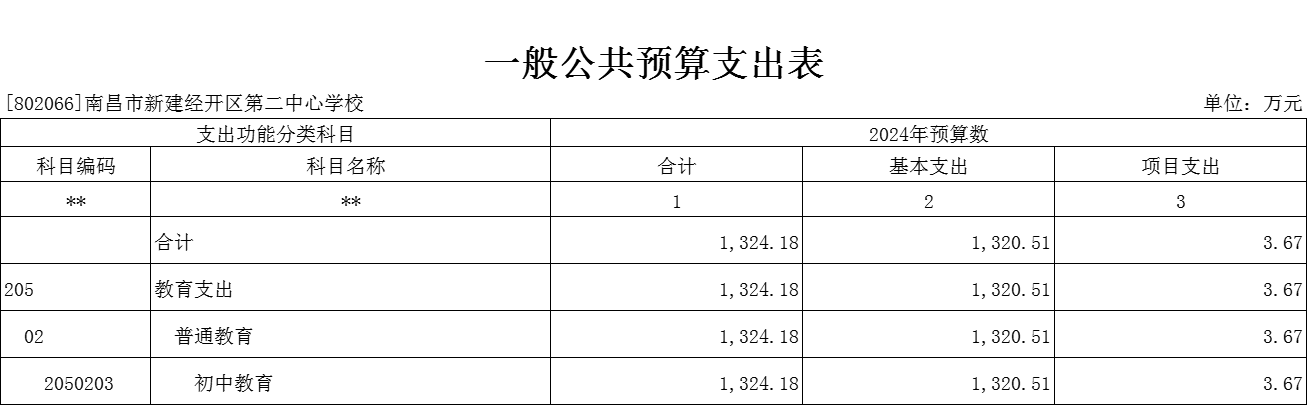 一般公共预算支出表
[802066]南昌市新建经开区第二中心学校 单位：万元
支出功能分类科目 2024年预算数
科目编码 科目名称 合计 基本支出 项目支出
** ** 1 2 3
合计 1,324.18 1,320.51 3.67
205 教育支出 1,324.18 1,320.51 3.67
02 普通教育 1,324.18 1,320.51 3.67
2050203 初中教育 1,324.18 1,320.51 3.67